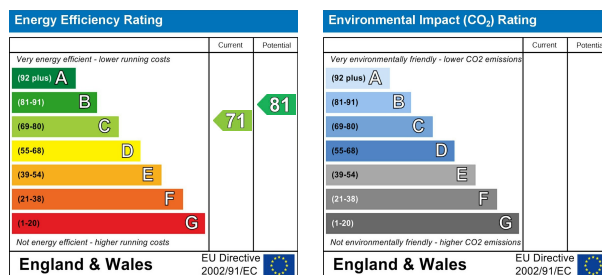 Energy Efficiency Rating
Current Potential
Very energy efficient - lower running costs
(92 plus) A
(81-91) B
(69-80) C
(55-68) D
(39-54) E
(21-38) F
(1-20) G
71
81
Not energy efficient - higher running costs
England & Wales
EU Directive
2002/91/EC
Environmental Impact (CO2) Rating
Current Potential
Very environmentally friendly - lower CO2 emissions
(92 plus) A
(81-91) B
(69-80) C
(55-68) D
(39-54) E
(21-38) F
(1-20) G
Not environmentally friendly - higher CO2 emissions
England & Wales
EU Directive
2002/91/EC